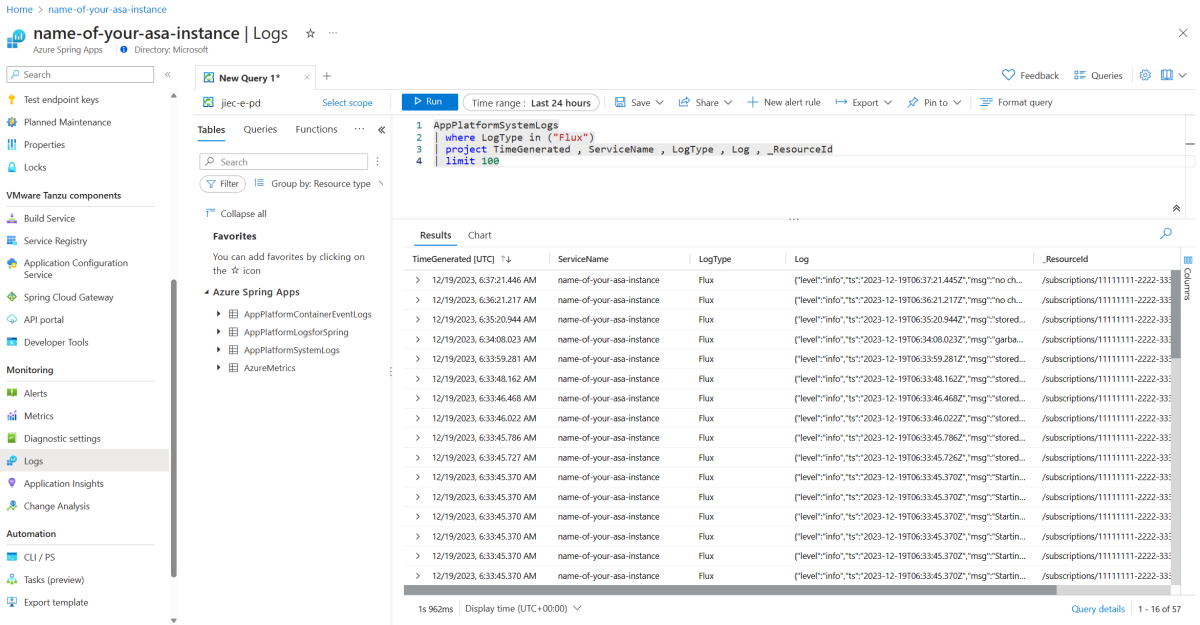 Home > name-of-your-asa-instance
name-of-your-asa-instance | Logs
Azure Spring Apps Directory: Microsoft
Search
Test endpoint keys
Planned Maintenance
Properties
Locks
VMware Tanzu components
Build Service
Service Registry
Application Configuration
Service
Spring Cloud Gateway
API portal
Developer Tools
Monitoring
Alerts
Metrics
Diagnostic settings
Logs
Application Insights
Change Analysis
Automation
CLI / PS
Tasks (preview)
Export template
New Query 1*
Feedback Queries
jiec-e-pd Select scope
Run Time range : Last 24 hours Save Share New alert rule Export Pin to Format query
Tables Queries Functions
Search
Filter Group by: Resource type
Collapse all
Favorites
You can add favorites by clicking on
the ☆ icon
Azure Spring Apps
AppPlatformContainerEventLogs
AppPlatformLogsforSpring
AppPlatformSystemLogs
AzureMetrics
1 AppPlatformSystemLogs
2 | where LogType in ("Flux")
3 | project TimeGenerated , ServiceName , LogType , Log , _ResourceId
4 | limit 100
Results Chart
TimeGenerated [UTC] ServiceName LogType Log _ResourceId
12/19/2023, 6:37:21.446 AM name-of-your-asa-instance Flux {"level":"info","ts":"2023-12-19T06:37:21.445Z","msg":"no ch... /subscriptions/11111111-2222-333
12/19/2023, 6:36:21.217 AM name-of-your-asa-instance Flux {"level":"info","ts":"2023-12-19T06:36:21.217Z","msg":"no ch... /subscriptions/11111111-2222-333
12/19/2023, 6:35:20.944 AM name-of-your-asa-instance Flux {"level":"info","ts":"2023-12-19T06:35:20.944Z","msg":"stored... /subscriptions/11111111-2222-333
12/19/2023, 6:34:08.023 AM name-of-your-asa-instance Flux {"level":"info","ts":"2023-12-19T06:34:08.023Z","msg":"garba... /subscriptions/11111111-2222-333
12/19/2023, 6:33:59.281 AM name-of-your-asa-instance Flux {"level":"info","ts":"2023-12-19T06:33:59.281Z","msg":"stored... /subscriptions/11111111-2222-333
12/19/2023, 6:33:48.162 AM name-of-your-asa-instance Flux {"level":"info","ts":"2023-12-19T06:33:48.162Z","msg":"stored... /subscriptions/11111111-2222-333
12/19/2023, 6:33:46.468 AM name-of-your-asa-instance Flux {"level":"info","ts":"2023-12-19T06:33:46.468Z","msg":"stored... /subscriptions/11111111-2222-333
12/19/2023, 6:33:46.022 AM name-of-your-asa-instance Flux {"level":"info","ts":"2023-12-19T06:33:46.022Z","msg":"stored... /subscriptions/11111111-2222-333
12/19/2023, 6:33:45.786 AM name-of-your-asa-instance Flux {"level":"info","ts":"2023-12-19T06:33:45.786Z","msg":"stored... /subscriptions/11111111-2222-333
12/19/2023, 6:33:45.727 AM name-of-your-asa-instance Flux {"level":"info","ts":"2023-12-19T06:33:45.726Z","msg":"stored... /subscriptions/11111111-2222-333
12/19/2023, 6:33:45.370 AM name-of-your-asa-instance Flux {"level":"info","ts":"2023-12-19T06:33:45.370Z","msg":"Startin... /subscriptions/11111111-2222-333
12/19/2023, 6:33:45.370 AM name-of-your-asa-instance Flux {"level":"info","ts":"2023-12-19T06:33:45.370Z","msg":"Startin... /subscriptions/11111111-2222-333
12/19/2023, 6:33:45.370 AM name-of-your-asa-instance Flux {"level":"info","ts":"2023-12-19T06:33:45.370Z","msg":"Startin... /subscriptions/11111111-2222-333
12/19/2023, 6:33:45.370 AM name-of-your-asa-instance Flux {"level":"info","ts":"2023-12-19T06:33:45.370Z","msg":"Startin... /subscriptions/11111111-2222-333
12/19/2023, 6:33:45.370 AM name-of-your-asa-instance Flux {"level":"info","ts":"2023-12-19T06:33:45.370Z","msg":"Startin... /subscriptions/11111111-2222-333
12/19/2023, 6:33:45.370 AM name-of-your-asa-instance Flux {"level":"info","ts":"2023-12-19T06:33:45.370Z","msg":"Startin... /subscriptions/11111111-2222-333
Columns
1s 962ms Display time (UTC+00:00) Query details 1 - 16 of 57